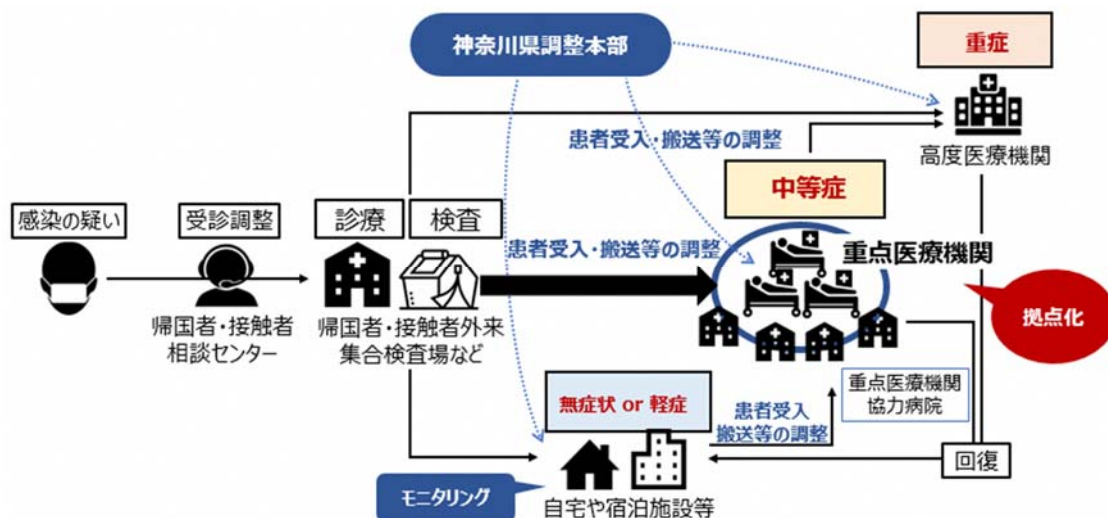 神奈川県調整本部
重症
患者受入・搬送等の調整
高度医療機関
中等症
感染の疑い
受診調整
診療
検査
患者受入・搬送等の調整
重点医療機関
拠点化
帰国者・接触者
相談センター
帰国者・接触者外来
集合検査場など
無症状 or 軽症
患者受入
搬送等の調整
重点医療機関
協力病院
回復
モニタリング
自宅や宿泊施設等